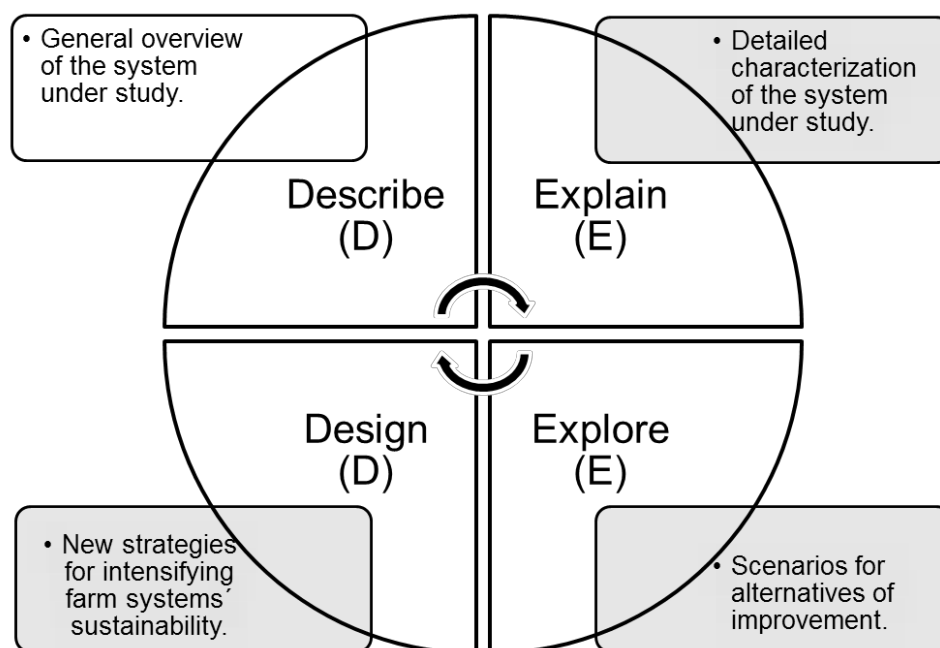 • General overview
of the system
under study.
• Detailed
characterization
of the system
under study.
Describe
(D)
Explain
(E)
Design
(D)
Explore
(E)
• New strategies
for intensifying
farm systems´
sustainability.
• Scenarios for
alternatives of
improvement.